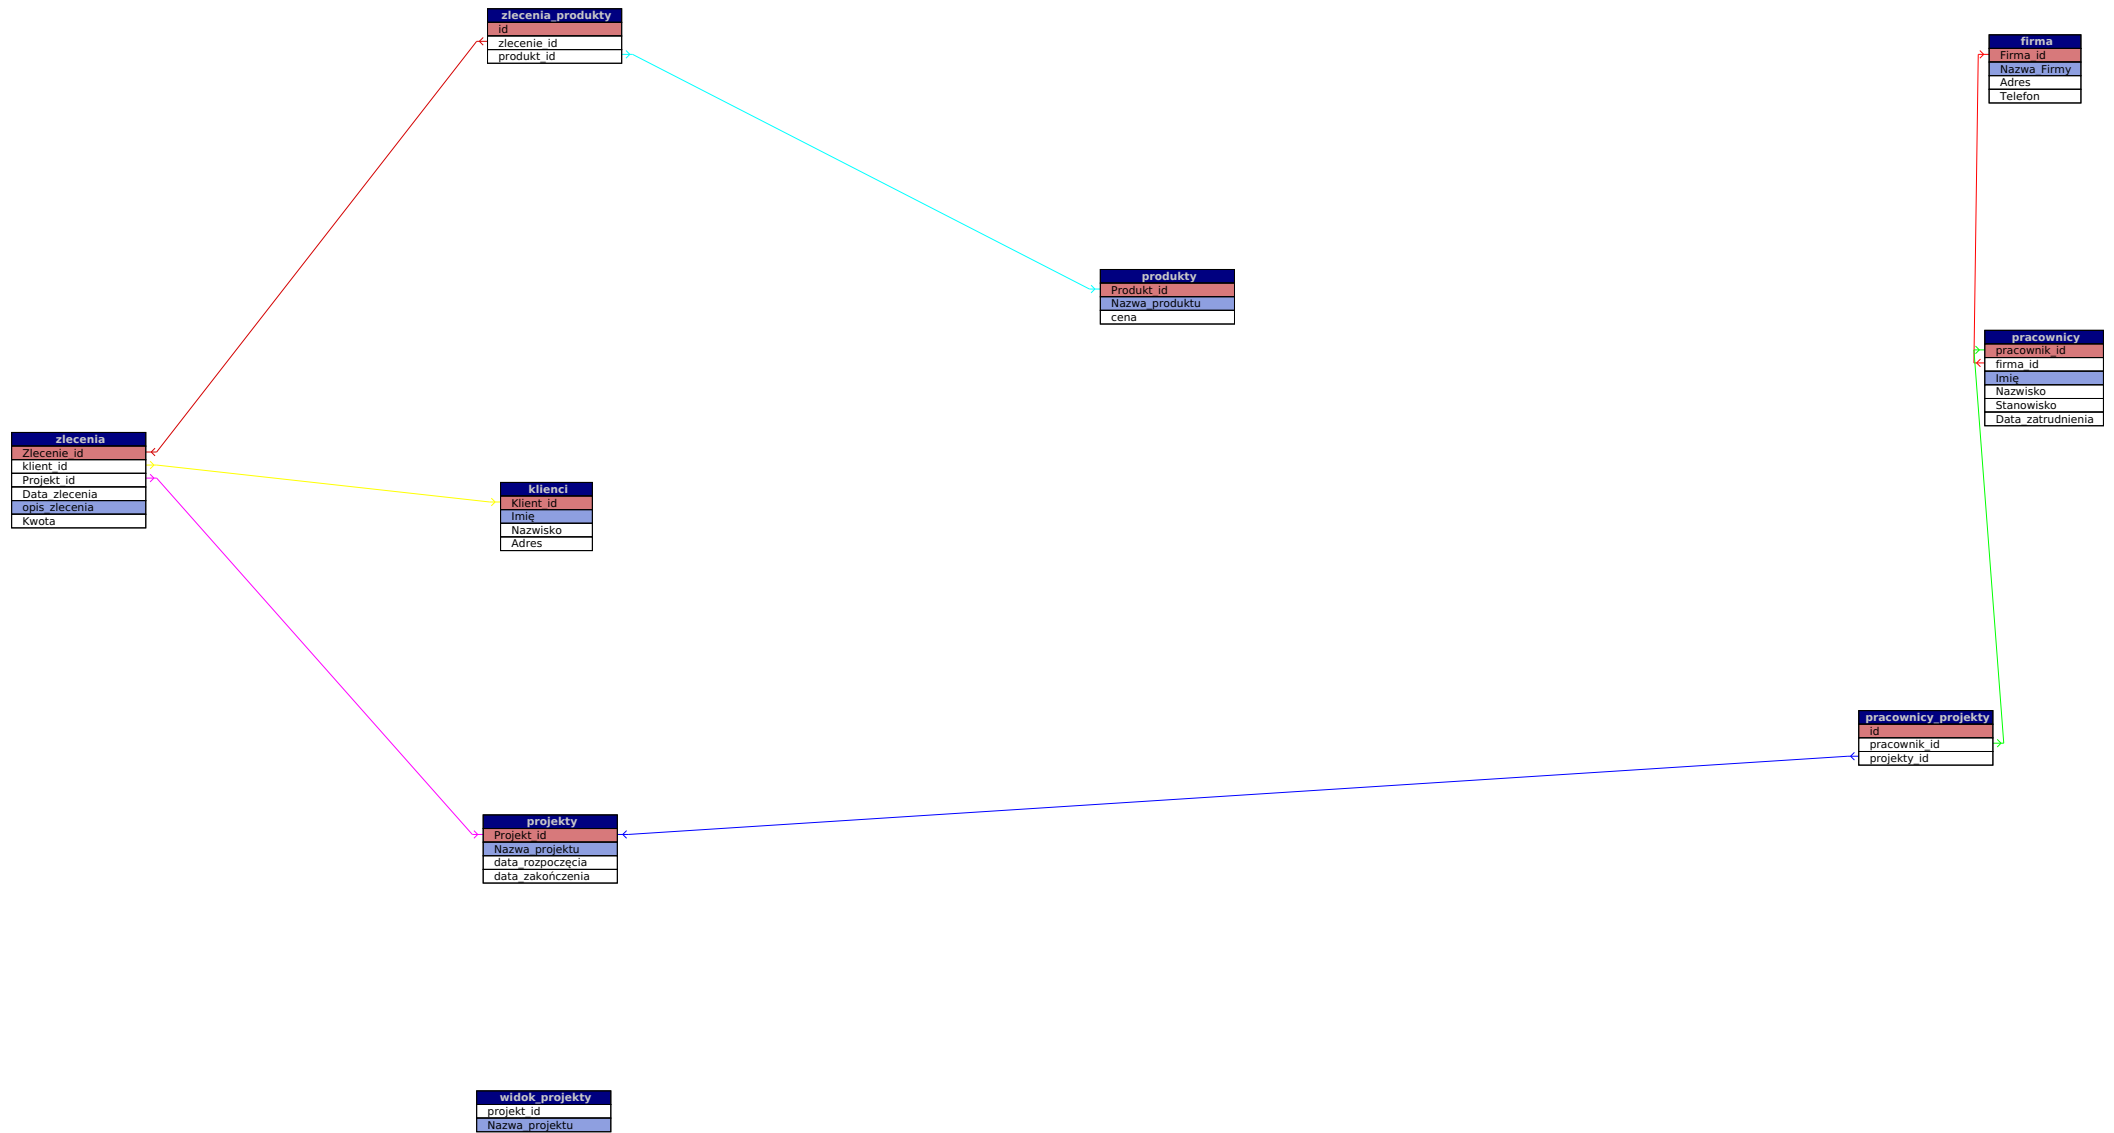 zlecenia_produkty
id
zlecenie_id
produkt_id
firma
Firma_id
Nazwa_Firmy
Adres
Telefon
produkty
Produkt_id
Nazwa_produktu
cena
pracownicy
pracownik_id
firma_id
Imię
Nazwisko
Stanowisko
Data_zatrudnienia
zlecenia
Zlecenie_id
klient_id
Projekt_id
Data_zlecenia
opis_zlecenia
Kwota
klienci
Klient_id
Imię
Nazwisko
Adres
pracownicy_projekty
id
pracownik_id
projekty_id
projekty
Projekt_id
Nazwa_projektu
data_rozpoczęcia
data_zakończenia
widok_projekty
projekt_id
Nazwa_projektu